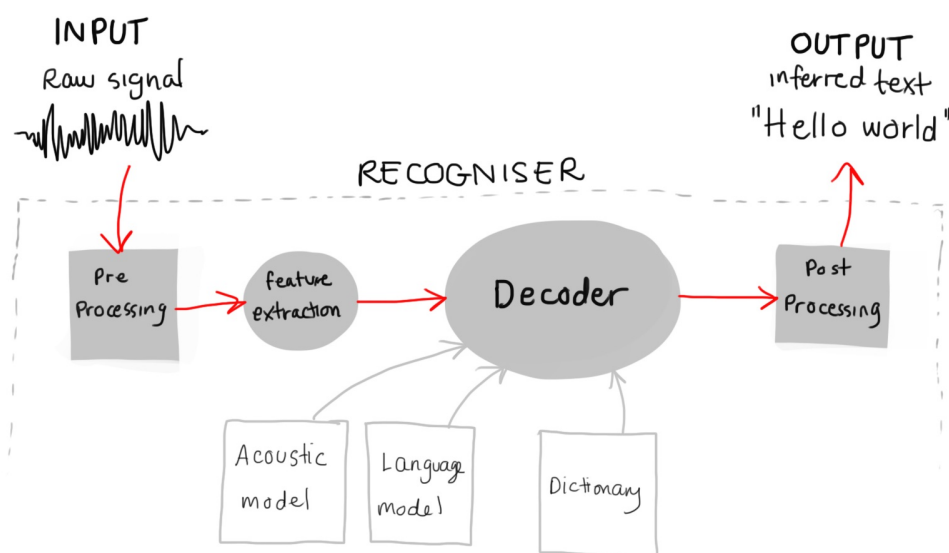 INPUT
Raw signal
OUTPUT
inferred text
"Hello world"
RECOGNISER
Pre
Processing
feature
extraction
Decoder
Post
Processing
Acoustic
model
Language
model
Dictionary